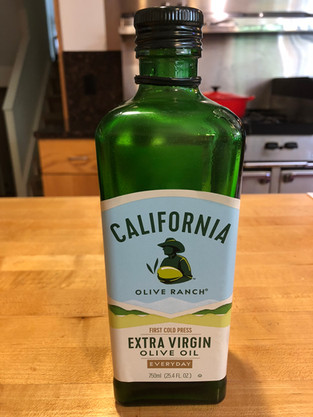 CALIFORNIA
OLIVE RANCH®
FIRST COLD PRESS
EXTRA VIRGIN
OLIVE OIL
EVERYDAY
750ml (25.4 FL. OZ.)